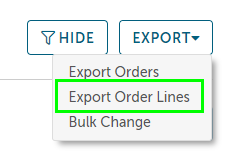 HIDE EXPORT
Export Orders
Export Order Lines
Bulk Change